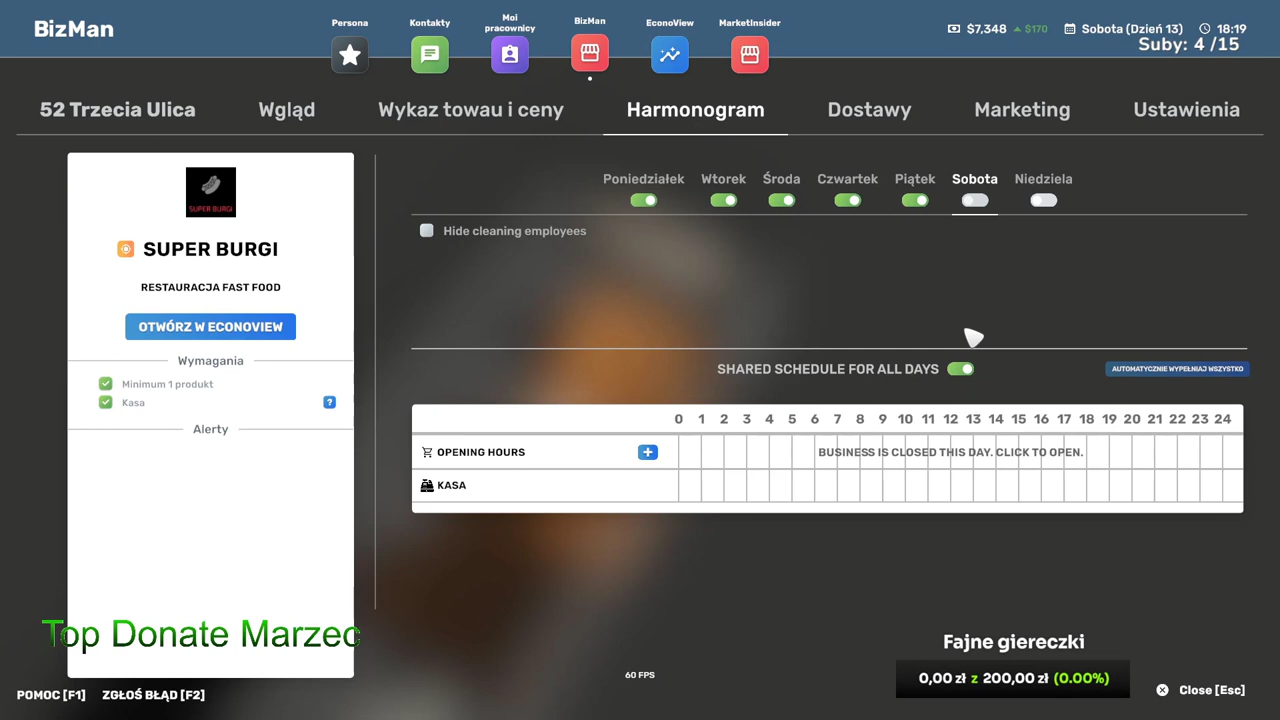 BizMan
Persona
Kontakty
Moi pracownicy
BizMan
EconoView
MarketInsider
$7,348
$170
Sobota (Dzień 13)
18:19
Suby: 4 /15
52 Trzecia Ulica
Wgląd
Wykaz towau i ceny
Harmonogram
Dostawy
Marketing
Ustawienia
SUPER BURGI
SUPER BURGI
RESTAURACJA FAST FOOD
OTWÓRZ W ECONOVIEW
Wymagania
Minimum 1 produkt
Kasa
?
Alerty
Poniedziałek
Wtorek
Środa
Czwartek
Piątek
Sobota
Niedziela
Hide cleaning employees
SHARED SCHEDULE FOR ALL DAYS
AUTOMATYCZNIE WYPEŁNIAJ WSZYSTKO
0 1 2 3 4 5 6 7 8 9 10 11 12 13 14 15 16 17 18 19 20 21 22 23 24
OPENING HOURS
BUSINESS IS CLOSED THIS DAY. CLICK TO OPEN.
KASA
Top Donate Marzec
Fajne giereczki
0,00 zł z 200,00 zł (0.00%)
60 FPS
POMOC [F1]
ZGŁOŚ BŁĄD [F2]
Close [Esc]